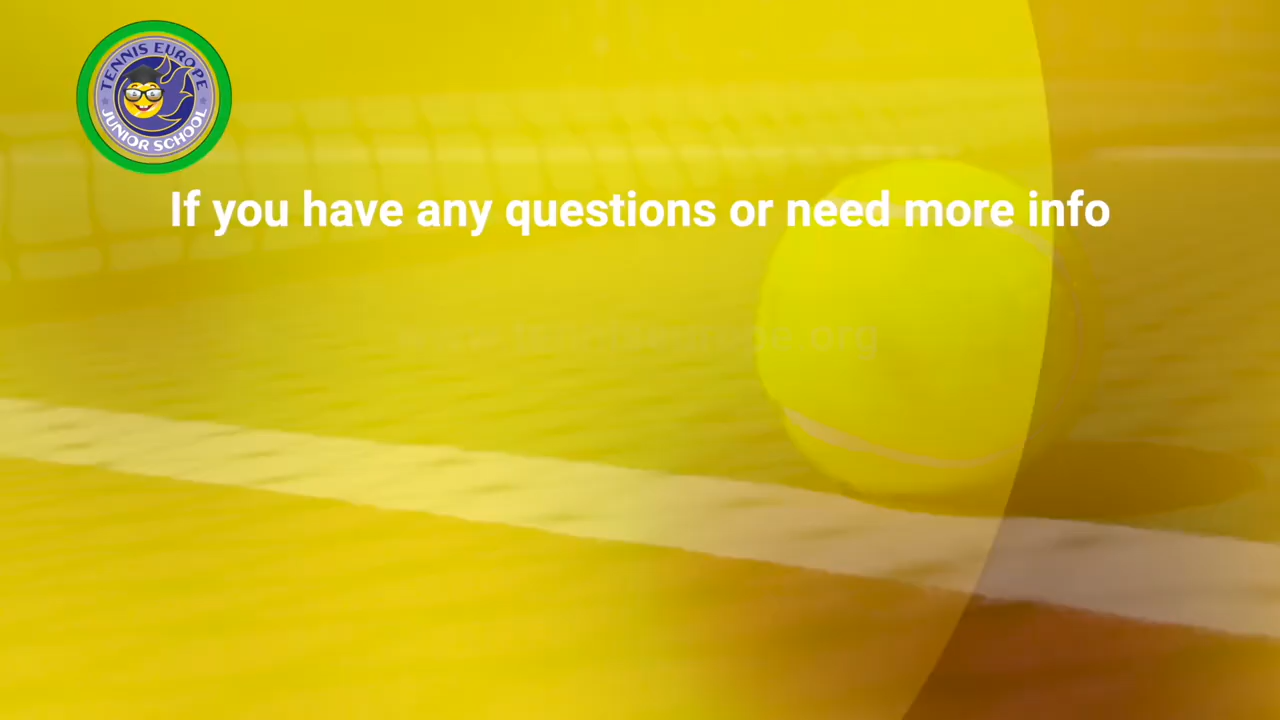 TENNIS EUROPE
JUNIOR SCHOOL
If you have any questions or need more info